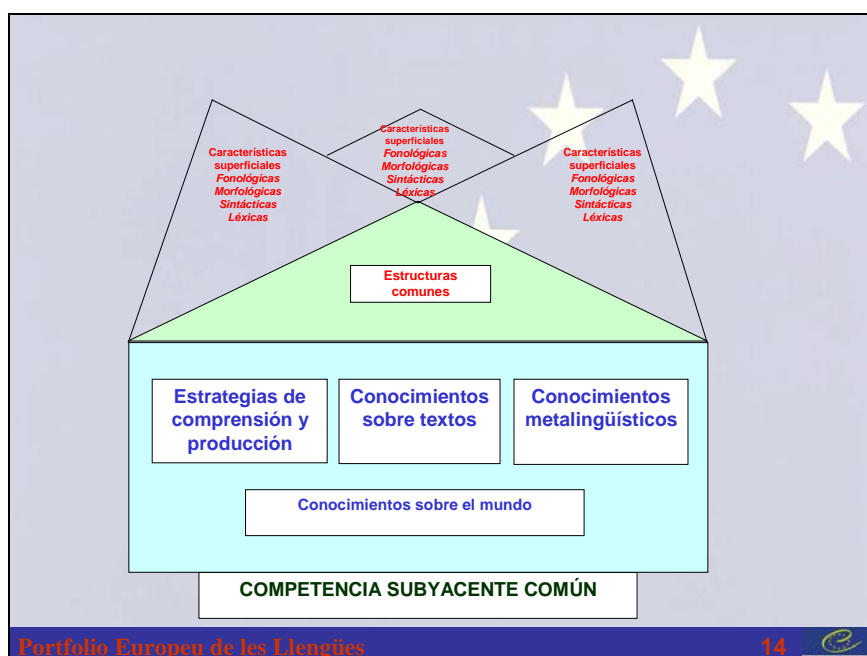 Características
superficiales
Fonológicas
Morfológicas
Sintácticas
Léxicas
Características
superficiales
Fonológicas
Morfológicas
Sintácticas
Léxicas
Características
superficiales
Fonológicas
Morfológicas
Sintácticas
Léxicas
Estructuras
comunes
Estrategias de
comprensión y
producción
Conocimientos
sobre textos
Conocimientos
metalingüísticos
Conocimientos sobre el mundo
COMPETENCIA SUBYACENTE COMÚN
Portfolio Europeu de les Llengües
14